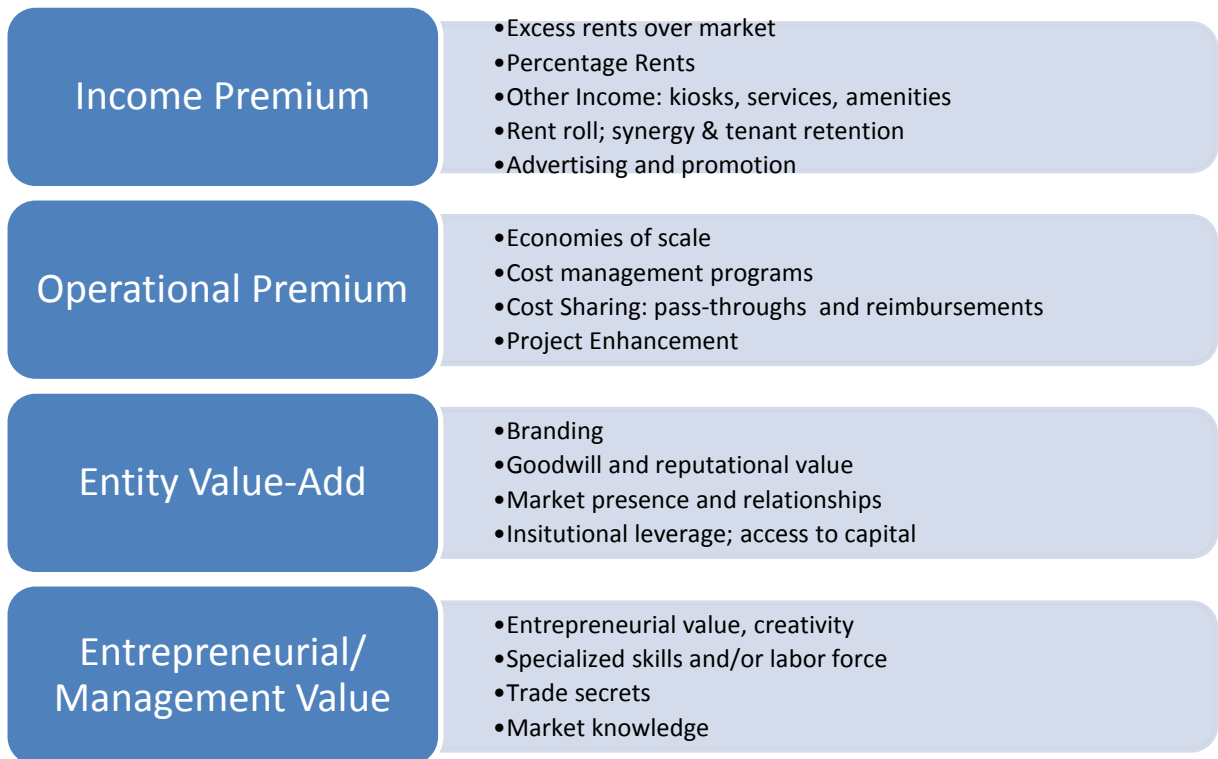 Income Premium
•Excess rents over market
•Percentage Rents
•Other Income: kiosks, services, amenities
•Rent roll; synergy & tenant retention
•Advertising and promotion
Operational Premium
•Economies of scale
•Cost management programs
•Cost Sharing: pass-throughs and reimbursements
•Project Enhancement
Entity Value-Add
•Branding
•Goodwill and reputational value
•Market presence and relationships
•Insitutional leverage; access to capital
Entrepreneurial/
Management Value
•Entrepreneurial value, creativity
•Specialized skills and/or labor force
•Trade secrets
•Market knowledge